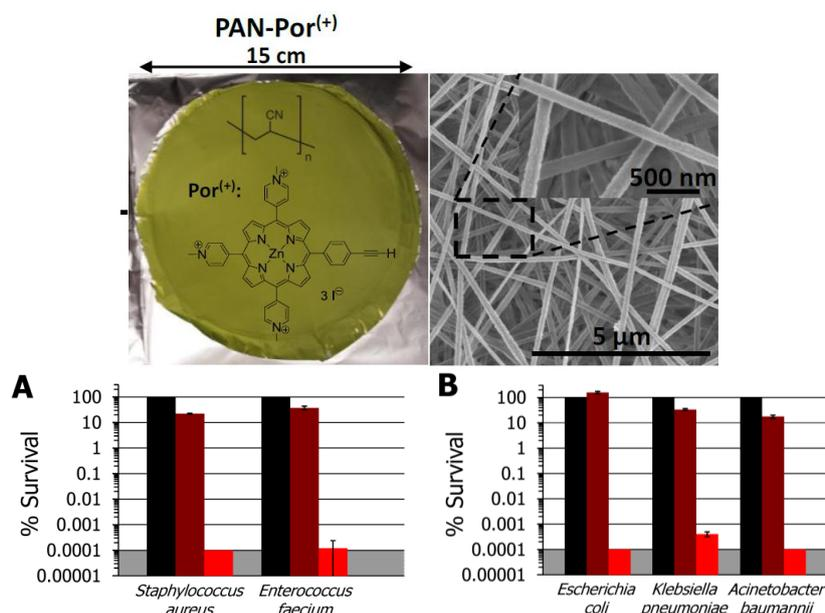 PAN-Por(+)
15 cm
CN
n
Por(+):
N+
N
N
N+
Zn
H
N
N
3 I⊖
N+
500 nm
5 μm
A
% Survival
100
10
1
0.1
0.01
0.001
0.0001
0.00001
Staphylococcus
aureus
Enterococcus
faecium
B
% Survival
100
10
1
0.1
0.01
0.001
0.0001
0.00001
Escherichia
coli
Klebsiella
pneumoniae
Acinetobacter
baumannii